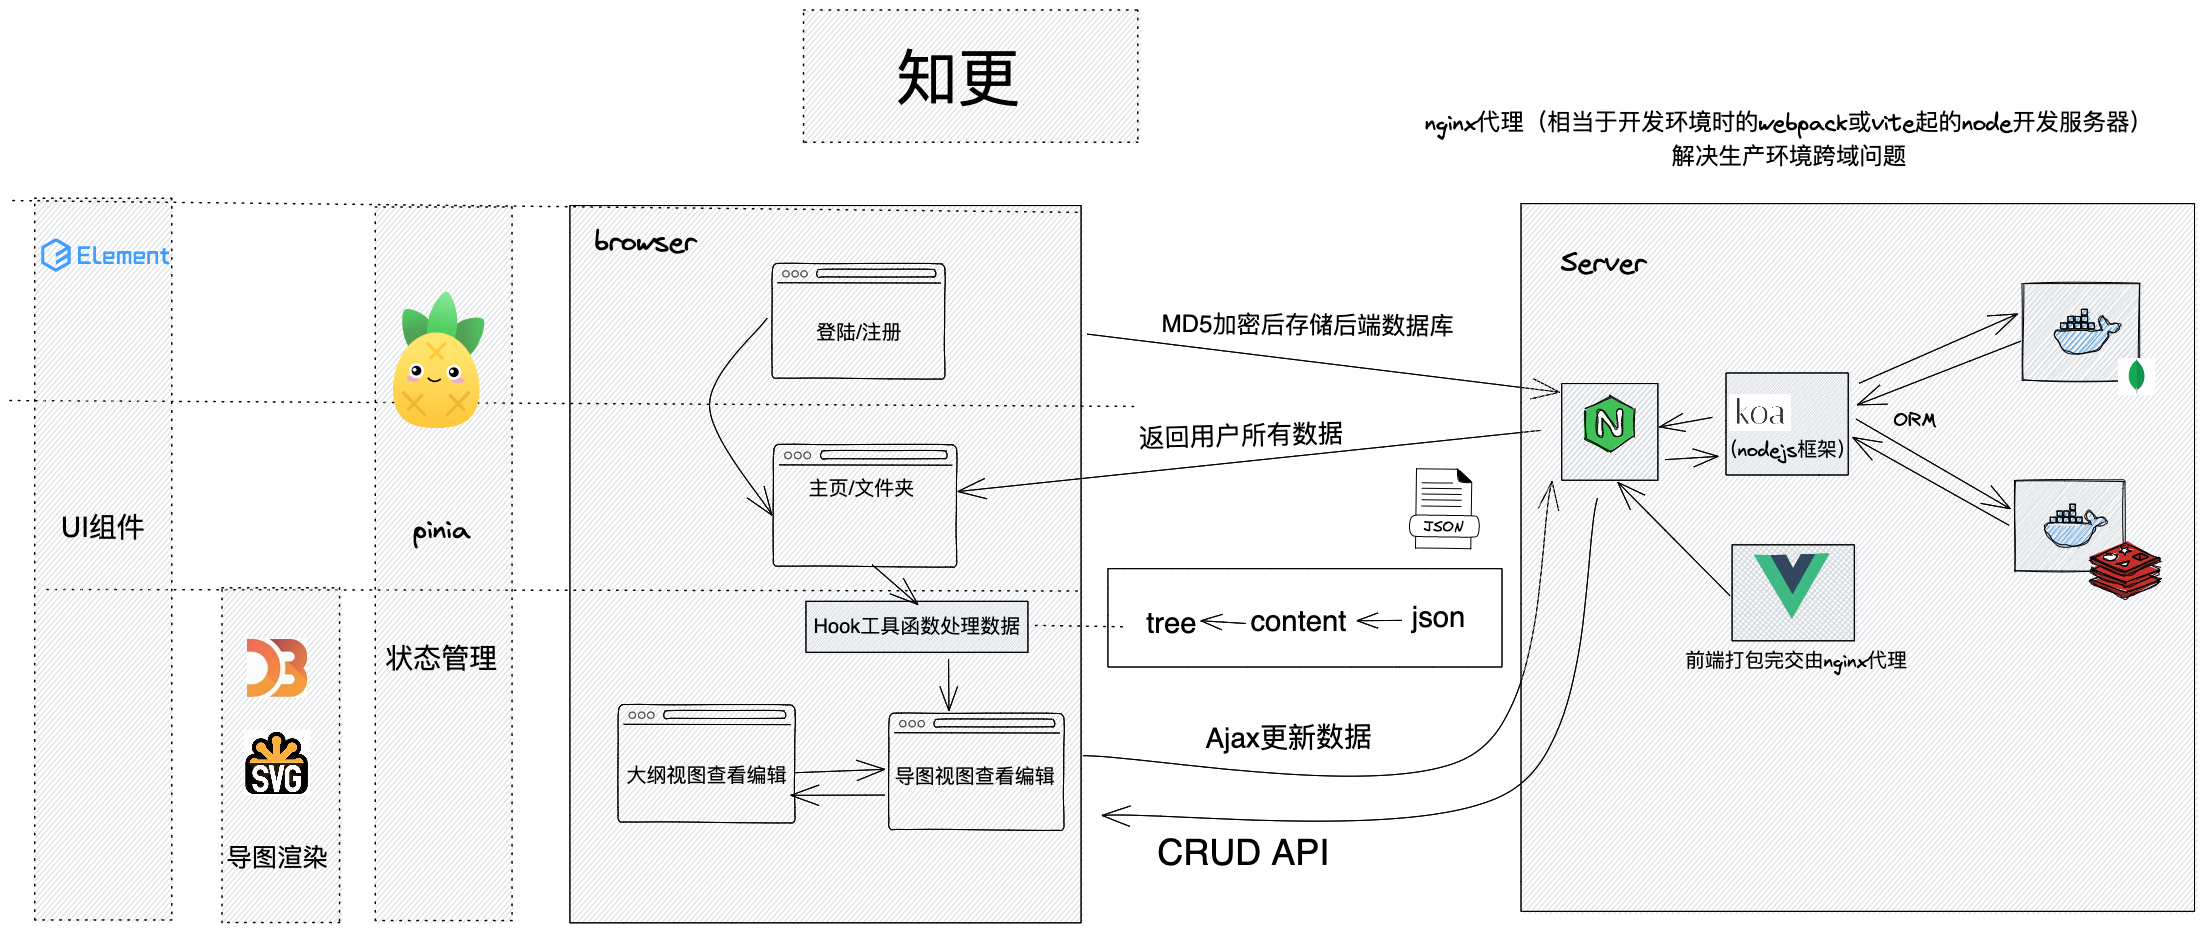 知更
nginx代理（相当于开发环境时的webpack或vite起的node开发服务器）
解决生产环境跨域问题
Element
UI组件
D3
SVG
导图渲染
pinia
状态管理
browser
登陆/注册
主页/文件夹
Hook工具函数处理数据
大纲视图查看编辑
导图视图查看编辑
MD5加密后存储后端数据库
返回用户所有数据
JSON
tree
content
json
Ajax更新数据
CRUD API
Server
N
koa
（nodejs框架）
ORM
前端打包完交由nginx代理